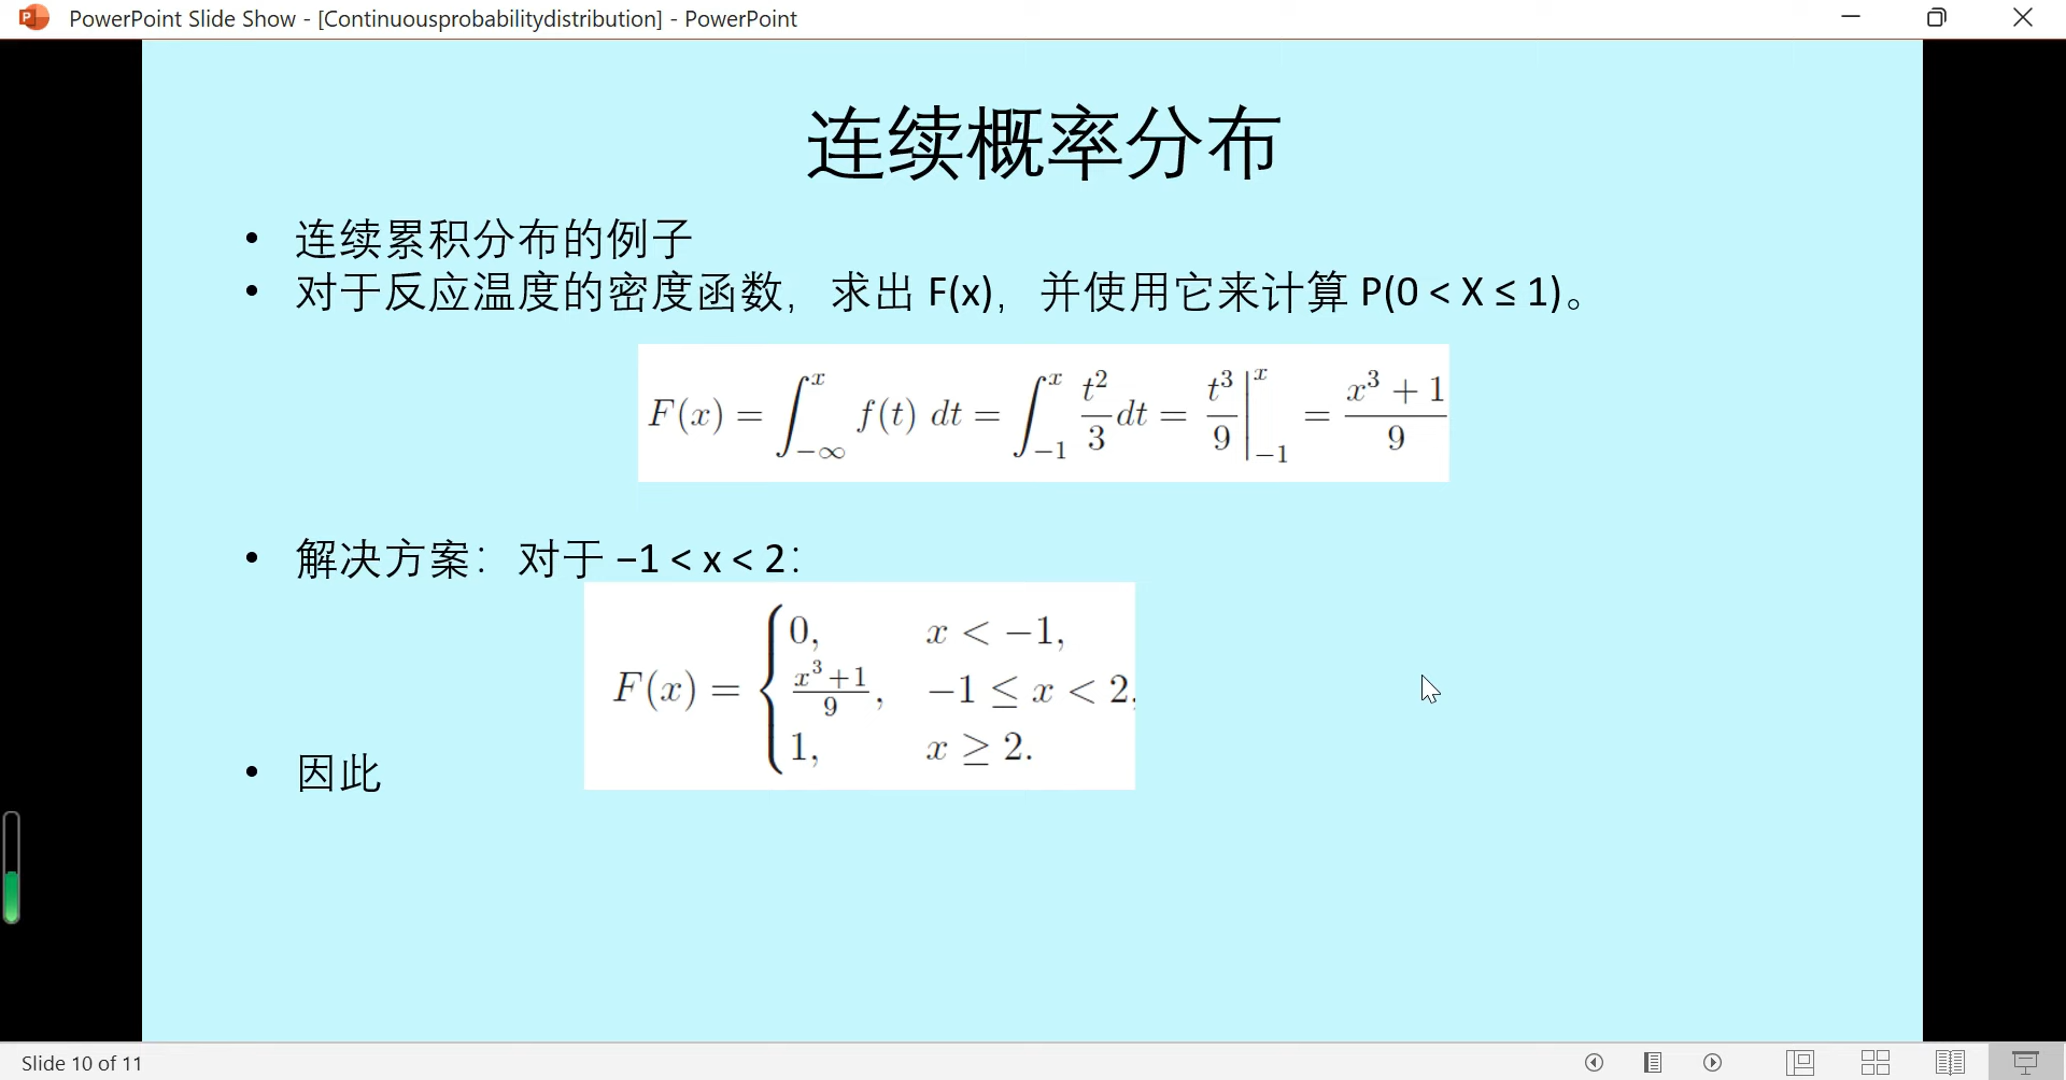 PowerPoint Slide Show - [Continuousprobabilitydistribution] - PowerPoint
连续概率分布
• 连续累积分布的例子
• 对于反应温度的密度函数，求出 F(x)，并使用它来计算 P(0 < X ≤ 1)。
F(x) = ∫_{−∞}^{x} f(t) dt = ∫_{−1}^{x} t²/3 dt = t³/9 |_{−1}^{x} = (x³ + 1)/9
• 解决方案：对于 −1 < x < 2：
F(x) = { 0, x < −1,
(x³+1)/9, −1 ≤ x < 2,
1, x ≥ 2.
• 因此
Slide 10 of 11